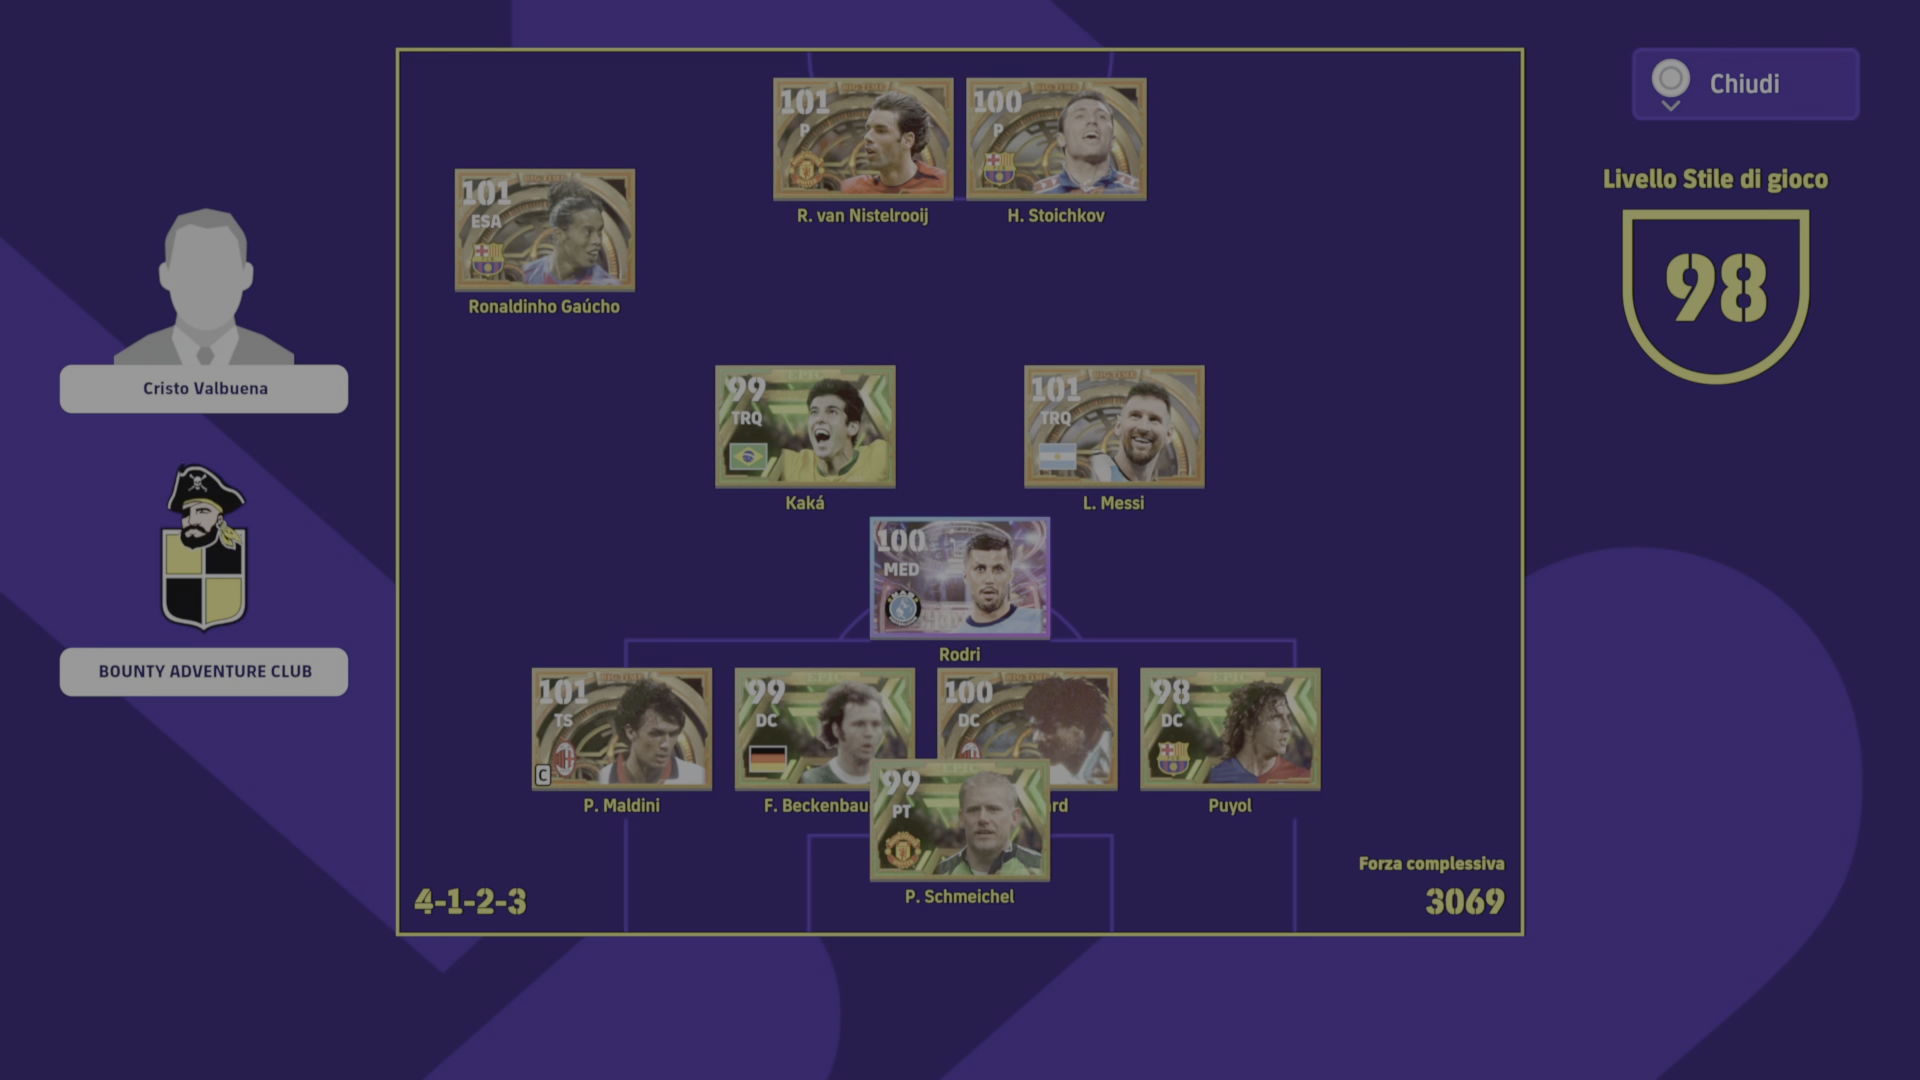 Chiudi
Livello Stile di gioco
98
Cristo Valbuena
BOUNTY ADVENTURE CLUB
101
P
R. van Nistelrooij
100
P
H. Stoichkov
101
ESA
Ronaldinho Gaúcho
99
TRQ
Kaká
101
TRQ
L. Messi
100
MED
Rodri
101
TS
C
P. Maldini
99
DC
F. Beckenbau
100
DC
rd
98
DC
Puyol
99
PT
P. Schmeichel
4-1-2-3
Forza complessiva
3069